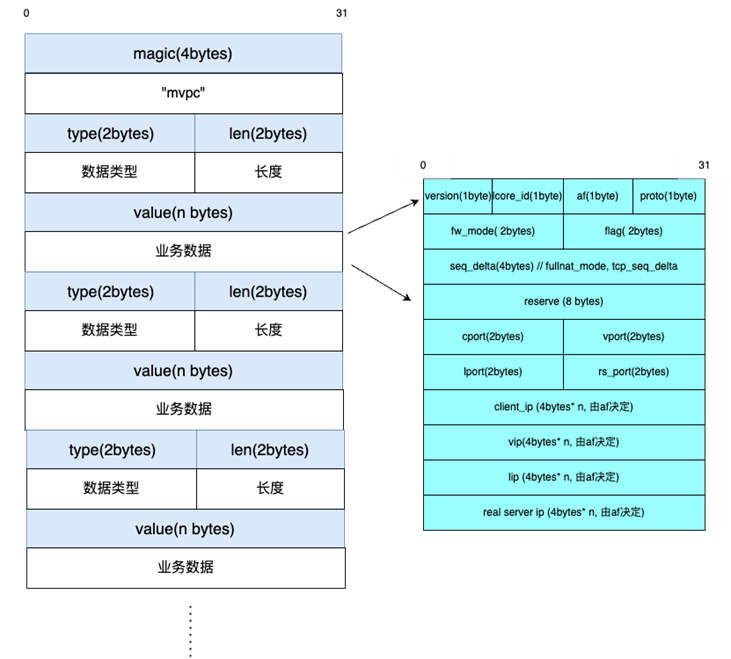 0 31
magic(4bytes)
"mvpc"
type(2bytes) len(2bytes)
数据类型 长度
value(n bytes)
业务数据
type(2bytes) len(2bytes)
数据类型 长度
value(n bytes)
业务数据
type(2bytes) len(2bytes)
数据类型 长度
value(n bytes)
业务数据
0 31
version(1byte) lcore_id(1byte) af(1byte) proto(1byte)
fw_mode( 2bytes) flag( 2bytes)
seq_delta(4bytes) // fullnat_mode, tcp_seq_delta
reserve (8 bytes)
cport(2bytes) vport(2bytes)
lport(2bytes) rs_port(2bytes)
client_ip (4bytes* n, 由af决定)
vip(4bytes* n, 由af决定)
lip (4bytes* n, 由af决定)
real server ip (4bytes* n, 由af决定)